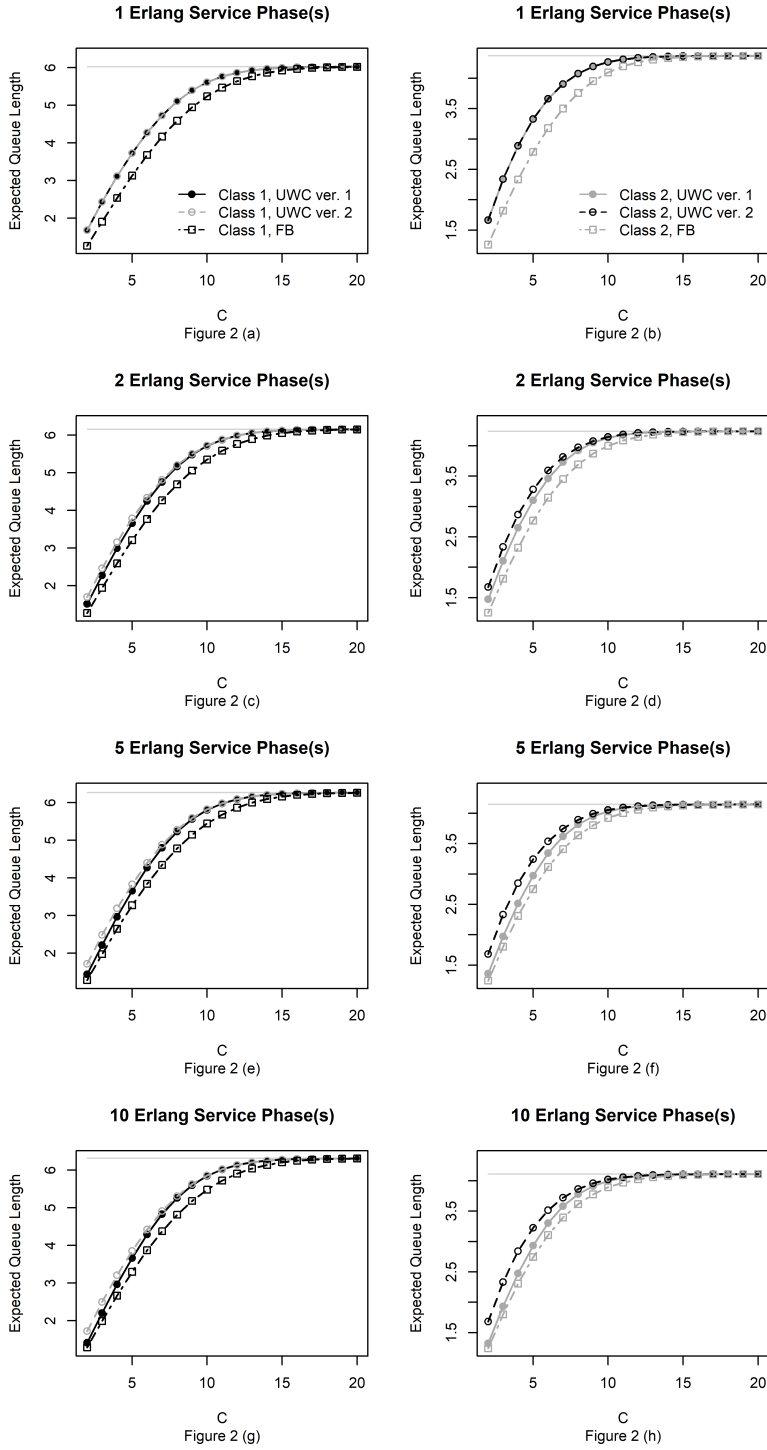 1 Erlang Service Phase(s)
Expected Queue Length
6
5
4
3
2
Class 1, UWC ver. 1
Class 1, UWC ver. 2
Class 1, FB
5 10 15 20
C
Figure 2 (a)
1 Erlang Service Phase(s)
Expected Queue Length
3.5
2.5
1.5
Class 2, UWC ver. 1
Class 2, UWC ver. 2
Class 2, FB
5 10 15 20
C
Figure 2 (b)
2 Erlang Service Phase(s)
Expected Queue Length
6
5
4
3
2
5 10 15 20
C
Figure 2 (c)
2 Erlang Service Phase(s)
Expected Queue Length
3.5
2.5
1.5
5 10 15 20
C
Figure 2 (d)
5 Erlang Service Phase(s)
Expected Queue Length
6
5
4
3
2
5 10 15 20
C
Figure 2 (e)
5 Erlang Service Phase(s)
Expected Queue Length
3.5
2.5
1.5
5 10 15 20
C
Figure 2 (f)
10 Erlang Service Phase(s)
Expected Queue Length
6
5
4
3
2
5 10 15 20
C
Figure 2 (g)
10 Erlang Service Phase(s)
Expected Queue Length
3.5
2.5
1.5
5 10 15 20
C
Figure 2 (h)